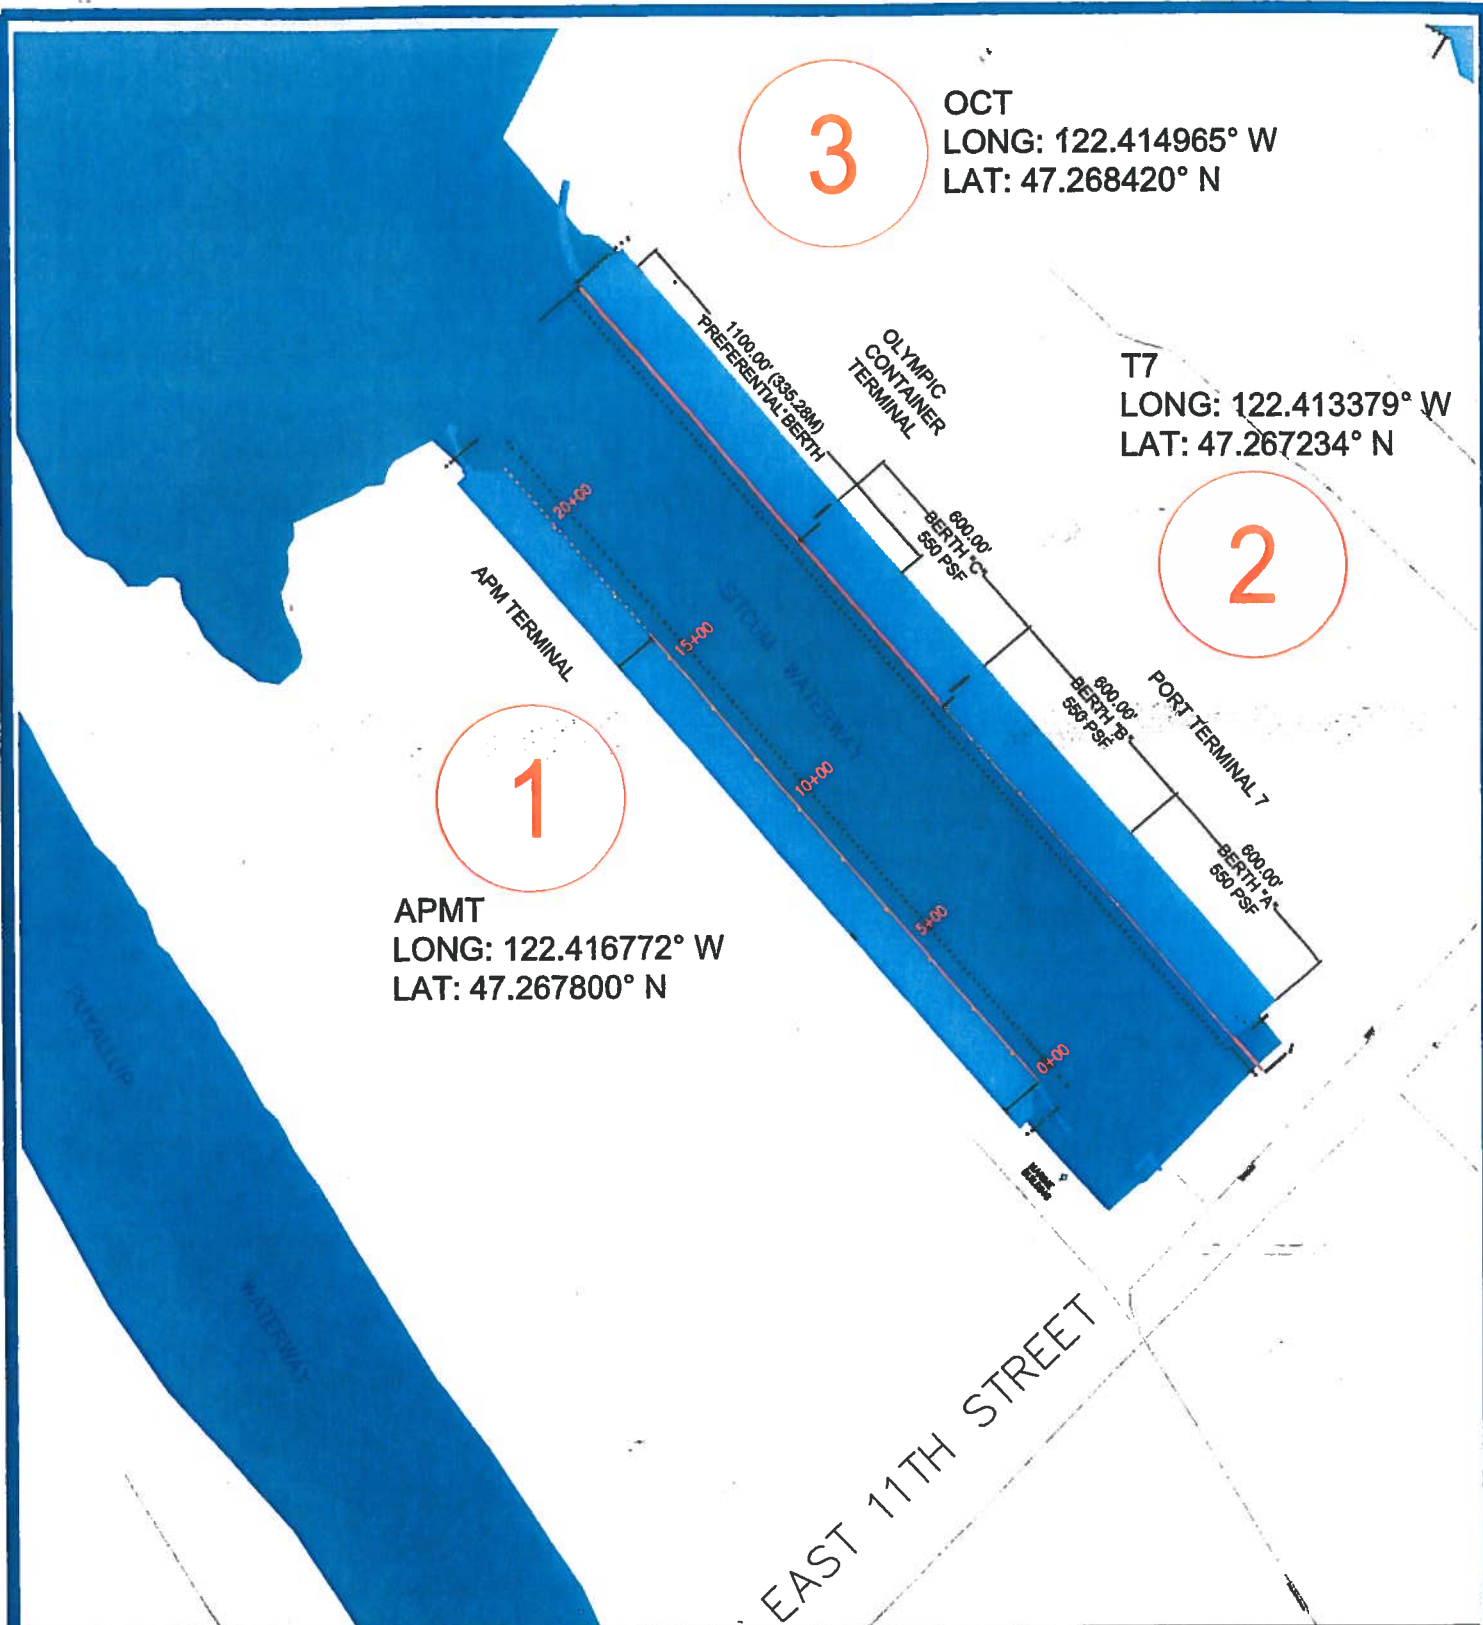 3
OCT
LONG: 122.414965° W
LAT: 47.268420° N
1100.00' (335.28M)
PREFERENTIAL BERTH
OLYMPIC
CONTAINER
TERMINAL
T7
LONG: 122.413379° W
LAT: 47.267234° N
2
600.00'
BERTH "C"
550 PSF
20+00
APM TERMINAL
15+00
SITCUM WATERWAY
600.00'
BERTH "B"
550 PSF
PORT TERMINAL 7
1
10+00
600.00'
BERTH "A"
550 PSF
5+00
APMT
LONG: 122.416772° W
LAT: 47.267800° N
0+00
PUYALLUP
WATERWAY
MARINE
BUILDING
EAST 11TH STREET